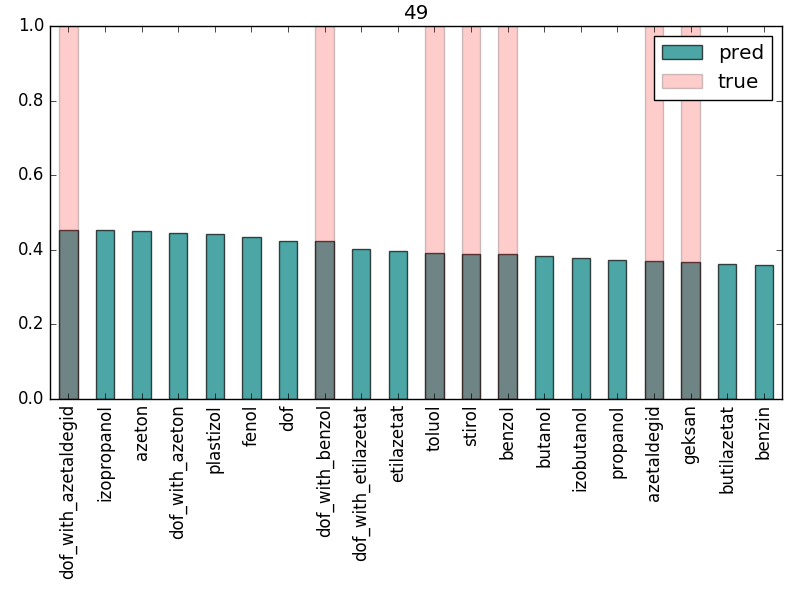 49
1.0
0.8
0.6
0.4
0.2
0.0
pred
true
dof_with_azetaldegid
izopropanol
azeton
dof_with_azeton
plastizol
fenol
dof
dof_with_benzol
dof_with_etilazetat
etilazetat
toluol
stirol
benzol
butanol
izobutanol
propanol
azetaldegid
geksan
butilazetat
benzin